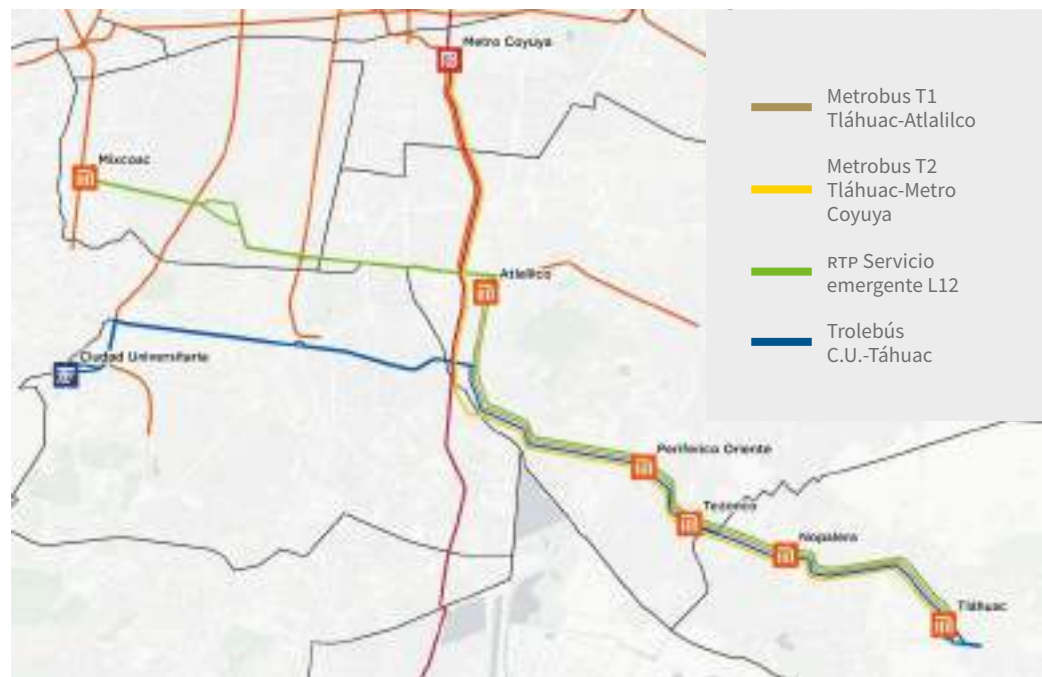 Metro Coyuya
Mixcoac
Atlalilco
Ciudad Universitaria
Periferico Oriente
Tezonco
Nopalera
Tláhuac
Metrobus T1
Tláhuac-Atlalilco
Metrobus T2
Tláhuac-Metro
Coyuya
RTP Servicio
emergente L12
Trolebús
C.U.-Táhuac